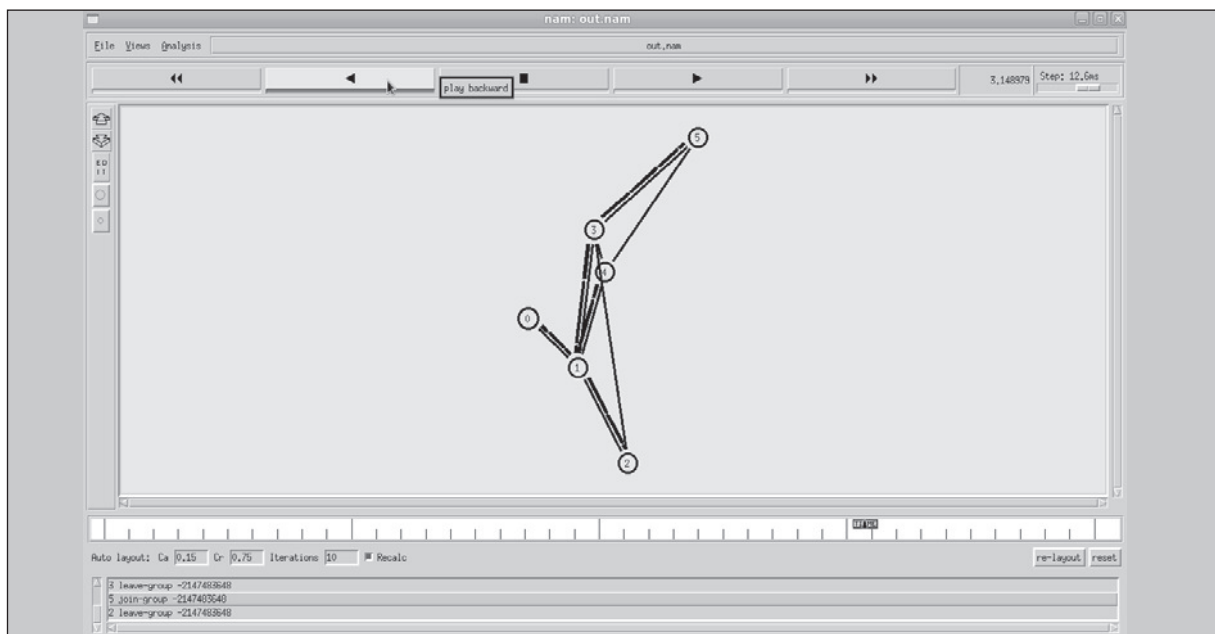 nam: out.nam
File Views Analysis out.nam
3.148979 Step: 12.6ms
play backward
ED
IT
5
3
4
0
1
2
Auto layout: Ca 0.15 Cr 0.75 Iterations 10 Recalc re-layout reset
3 leave-group -2147483648
5 join-group -2147483648
2 leave-group -2147483648